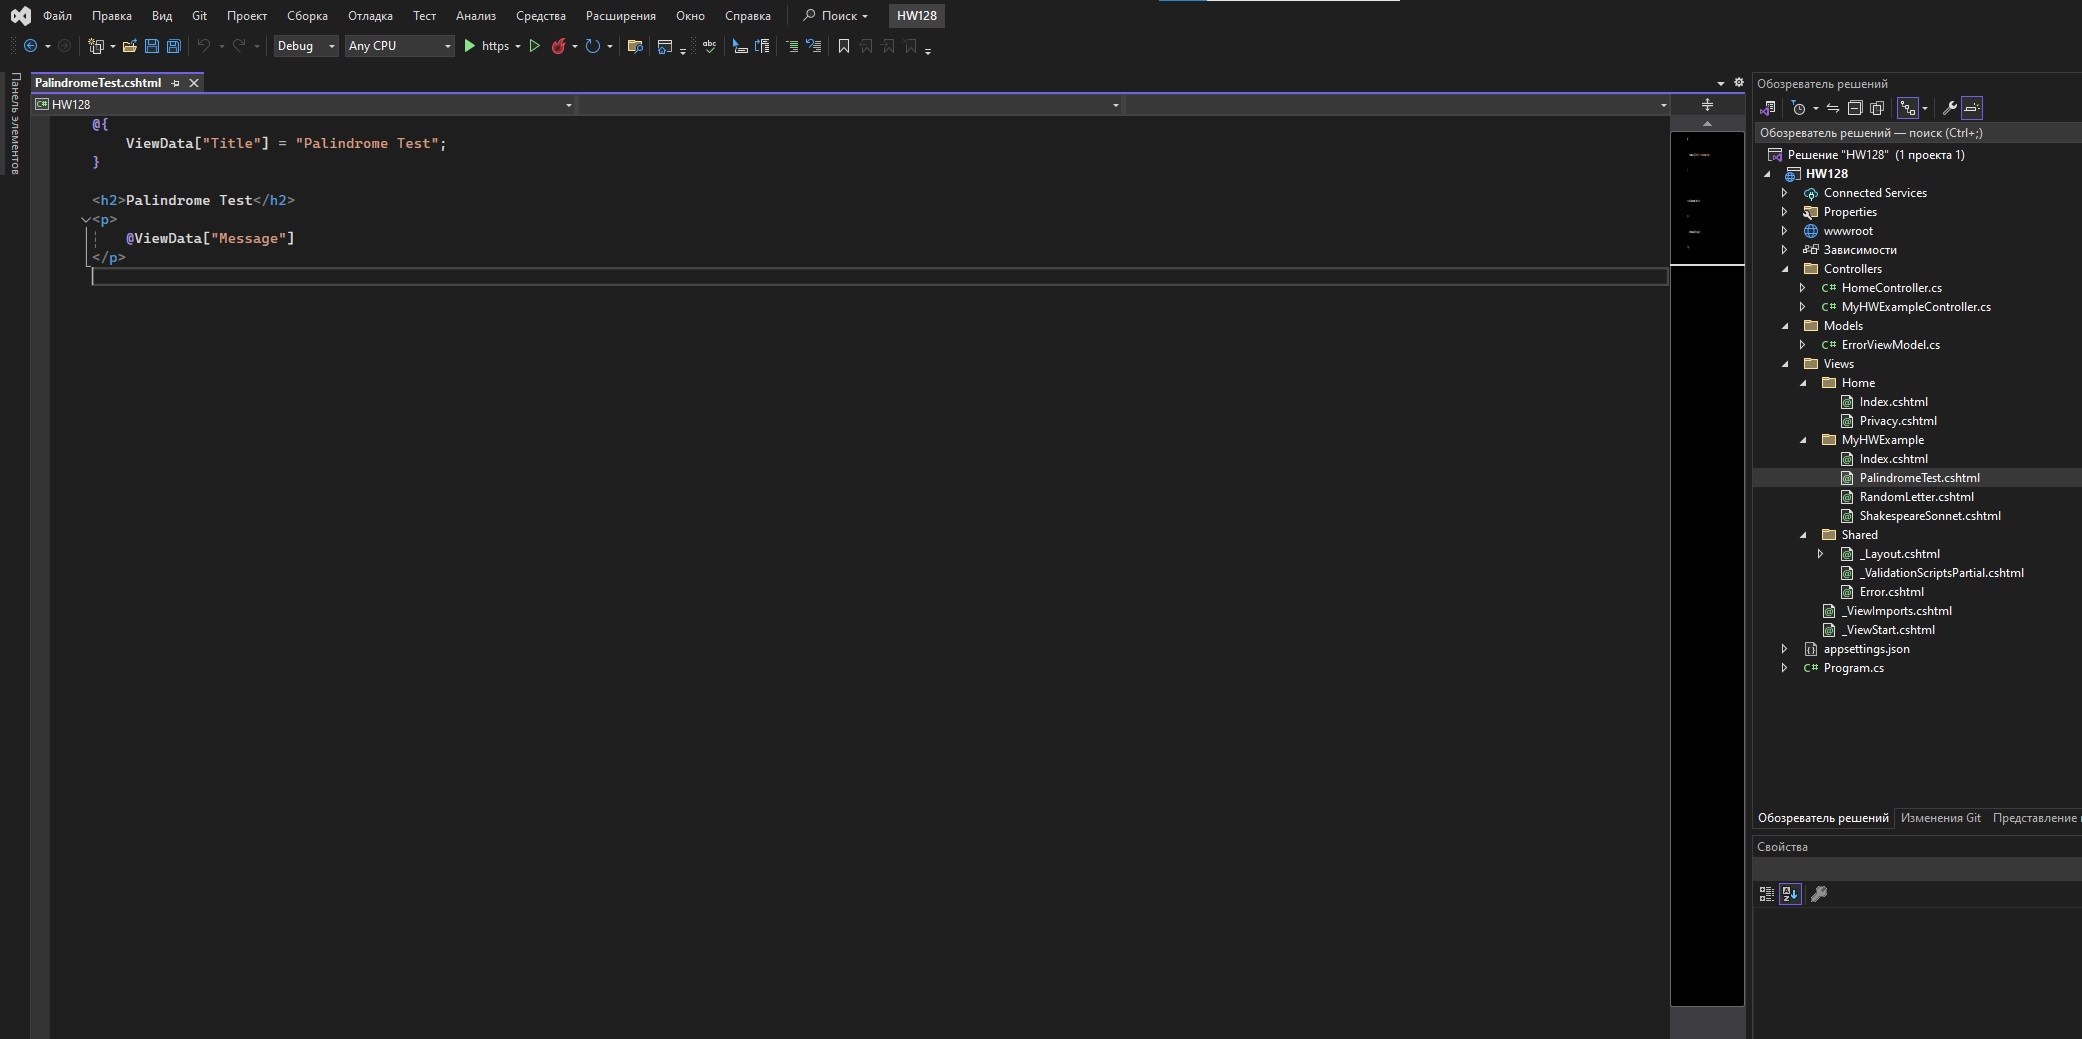 Файл Правка Вид Git Проект Сборка Отладка Тест Анализ Средства Расширения Окно Справка Поиск HW128
Debug Any CPU https
Панель элементов
PalindromeTest.cshtml
HW128
@{
ViewData["Title"] = "Palindrome Test";
}
<h2>Palindrome Test</h2>
<p>
@ViewData["Message"]
</p>
Обозреватель решений
Обозреватель решений — поиск (Ctrl+;)
Решение "HW128" (1 проекта 1)
HW128
Connected Services
Properties
wwwroot
Зависимости
Controllers
C# HomeController.cs
C# MyHWExampleController.cs
Models
C# ErrorViewModel.cs
Views
Home
Index.cshtml
Privacy.cshtml
MyHWExample
Index.cshtml
PalindromeTest.cshtml
RandomLetter.cshtml
ShakespeareSonnet.cshtml
Shared
_Layout.cshtml
_ValidationScriptsPartial.cshtml
Error.cshtml
_ViewImports.cshtml
_ViewStart.cshtml
appsettings.json
C# Program.cs
Обозреватель решений Изменения Git Представление
Свойства